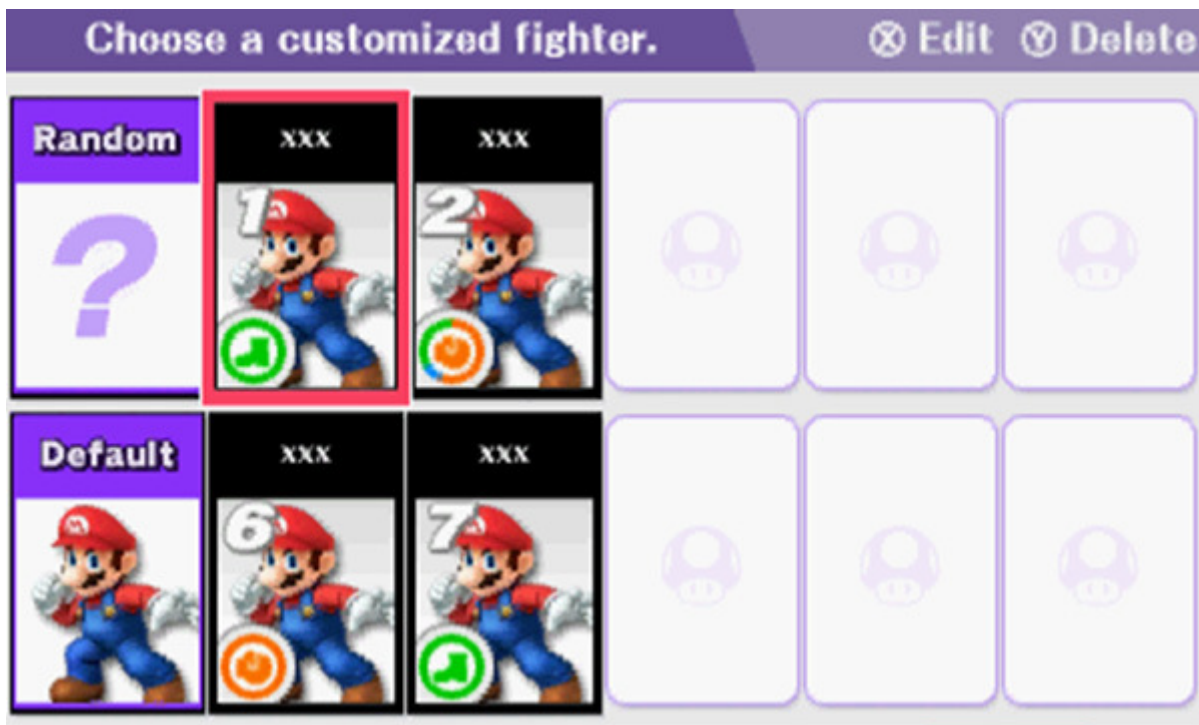 Choose a customized fighter. Ⓧ Edit Ⓨ Delete
Random xxx xxx
?
1 2
Default xxx xxx
6 7